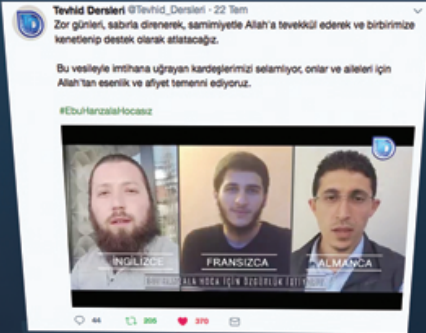 Tevhid Dersleri @Tevhid_Dersleri · 22 Tem
Zor günleri, sabırla direnerek, samimiyetle Allah'a tevekkül ederek ve birbirimize
kenetlenip destek olarak atlatacağız.
Bu vesileyle imtihana uğrayan kardeşlerimizi selamlıyor, onlar ve aileleri için
Allah'tan esenlik ve afiyet temenni ediyoruz.
#EbuHanzalaHocasız
İNGİLİZCE FRANSIZCA ALMANCA
HOCA İÇİN ÖZGÜRLÜK
44 205 370